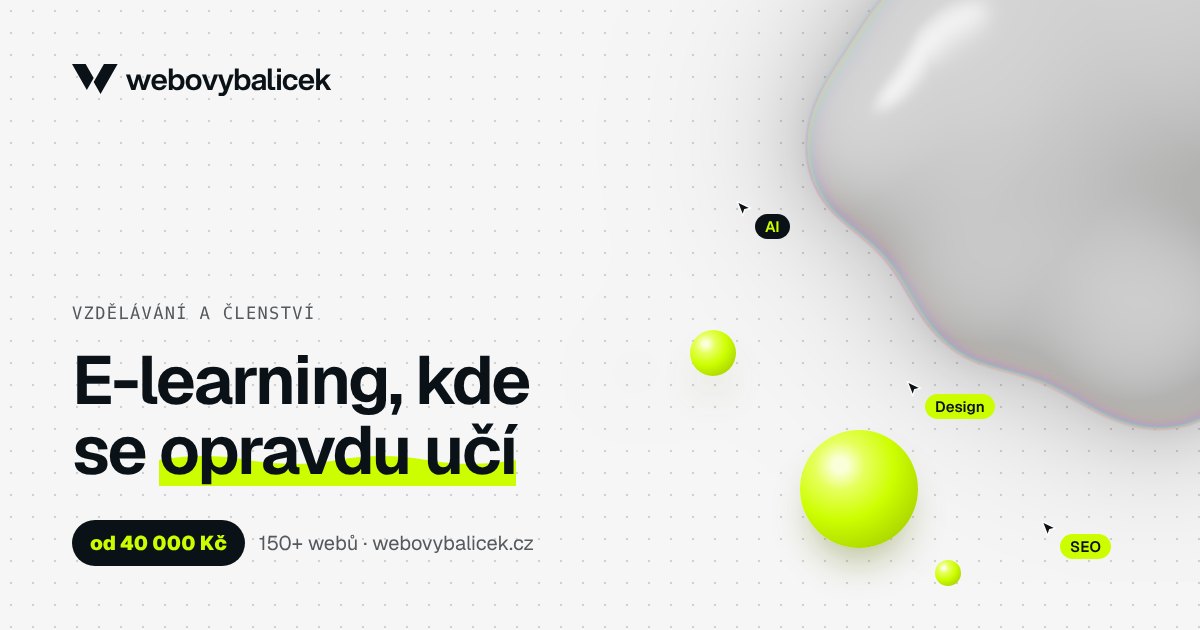 webovybalicek
AI
VZDĚLÁVÁNÍ A ČLENSTVÍ
E-learning, kde
se opravdu učí
Design
od 40 000 Kč
150+ webů · webovybalicek.cz
SEO